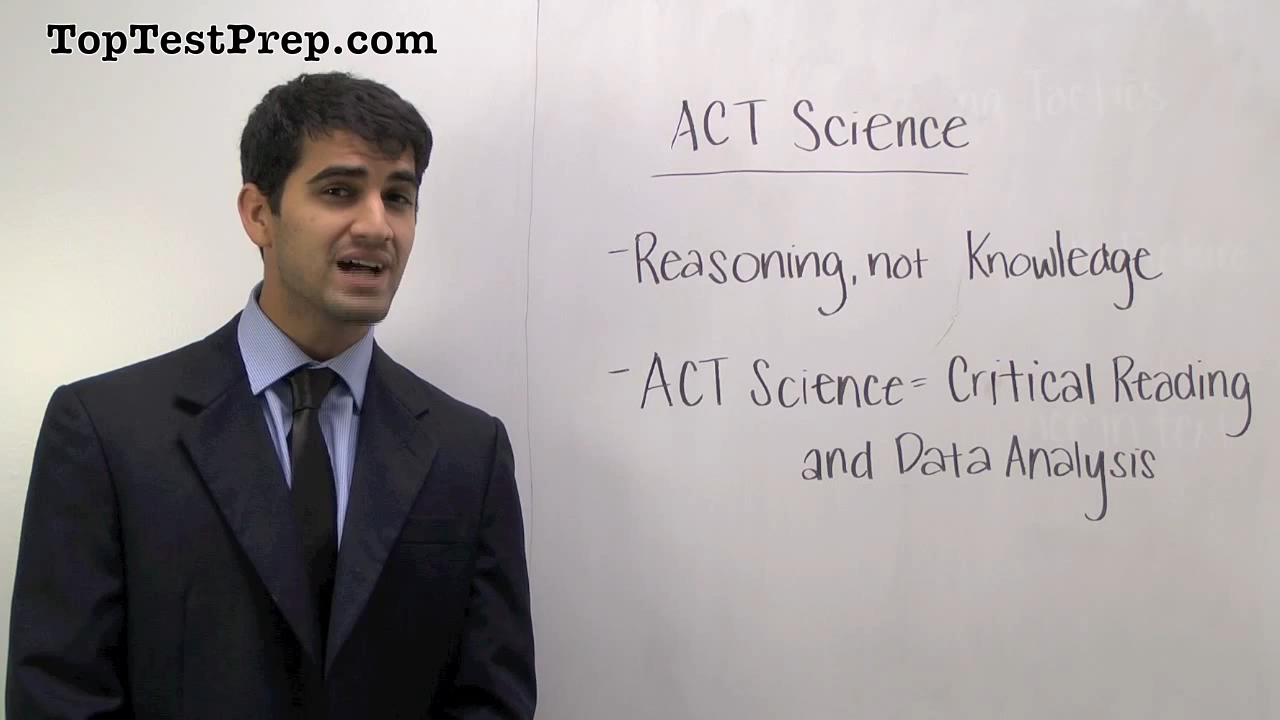 TopTestPrep.com
ACT Science
-Reasoning, not Knowledge
-ACT Science= Critical Reading
and Data Analysis